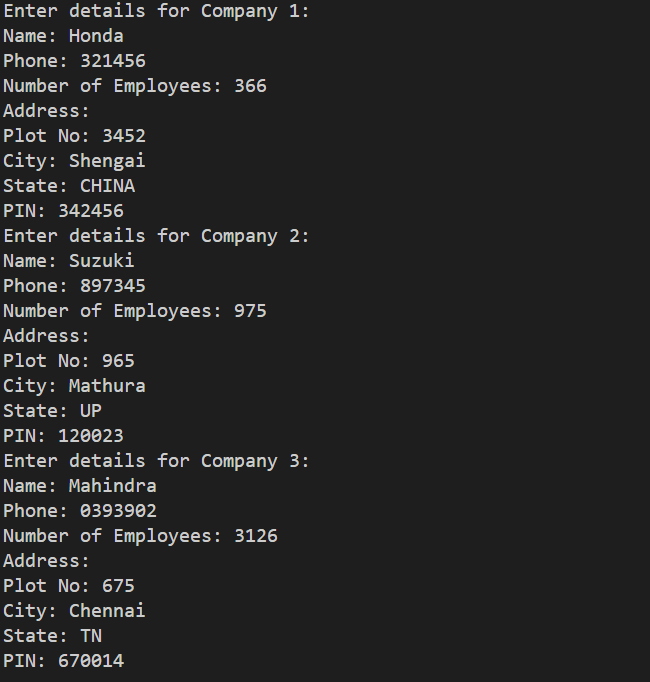 Enter details for Company 1:
Name: Honda
Phone: 321456
Number of Employees: 366
Address:
Plot No: 3452
City: Shengai
State: CHINA
PIN: 342456
Enter details for Company 2:
Name: Suzuki
Phone: 897345
Number of Employees: 975
Address:
Plot No: 965
City: Mathura
State: UP
PIN: 120023
Enter details for Company 3:
Name: Mahindra
Phone: 0393902
Number of Employees: 3126
Address:
Plot No: 675
City: Chennai
State: TN
PIN: 670014